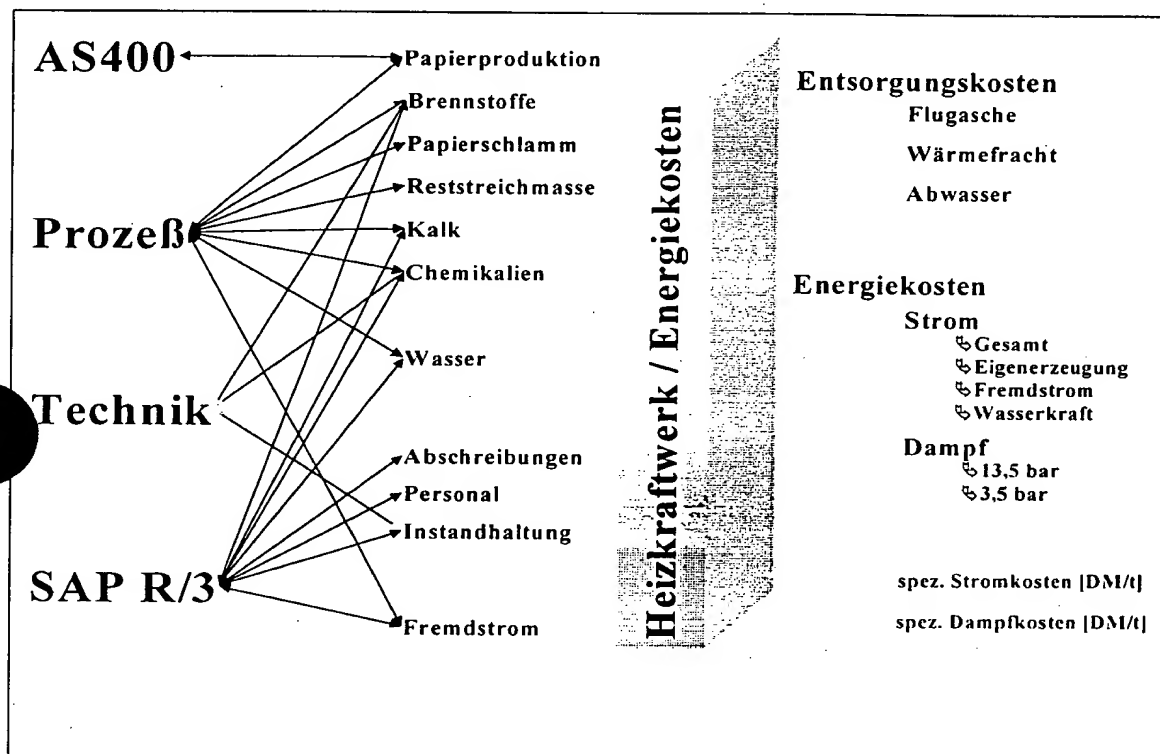 AS400
Prozeß
Technik
SAP R/3
Papierproduktion
Brennstoffe
Papierschlamm
Reststreichmasse
Kalk
Chemikalien
Wasser
Abschreibungen
Personal
Instandhaltung
Fremdstrom
Heizkraftwerk / Energiekosten
Entsorgungskosten
Flugasche
Wärmefracht
Abwasser
Energiekosten
Strom
Gesamt
Eigenerzeugung
Fremdstrom
Wasserkraft
Dampf
13,5 bar
3,5 bar
spez. Stromkosten [DM/t]
spez. Dampfkosten [DM/t]